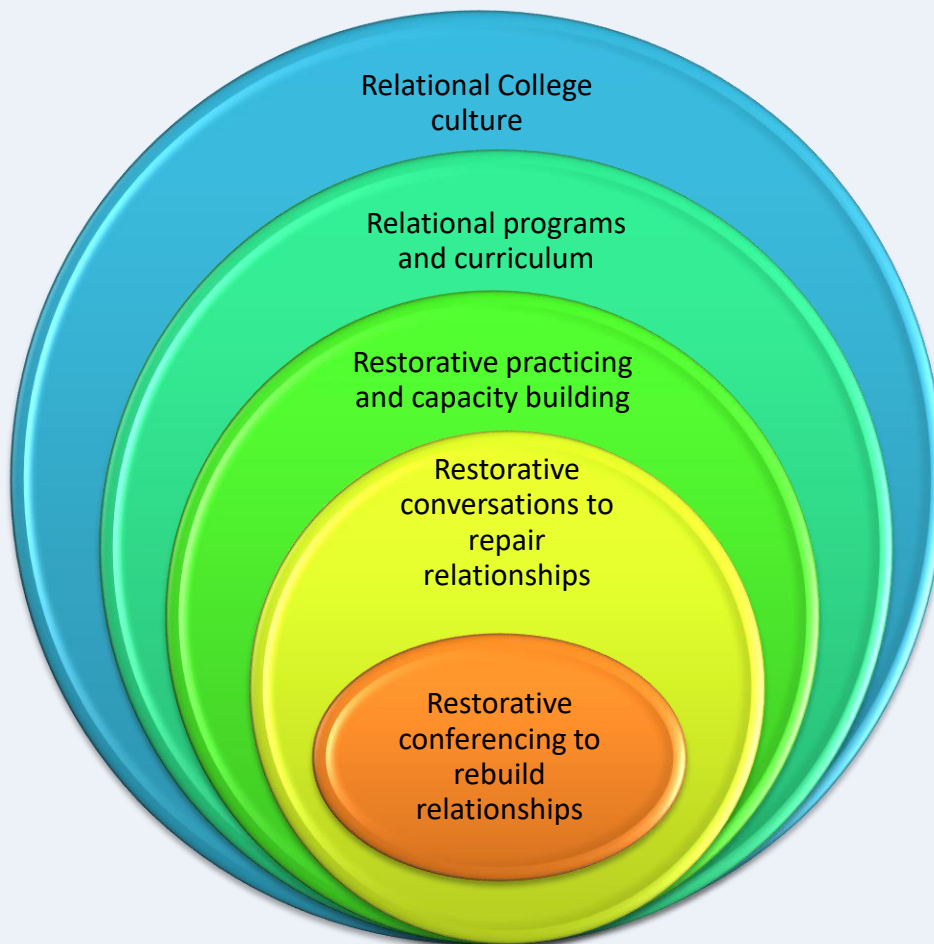 Relational College
culture
Relational programs
and curriculum
Restorative practicing
and capacity building
Restorative
conversations to
repair
relationships
Restorative
conferencing to
rebuild
relationships